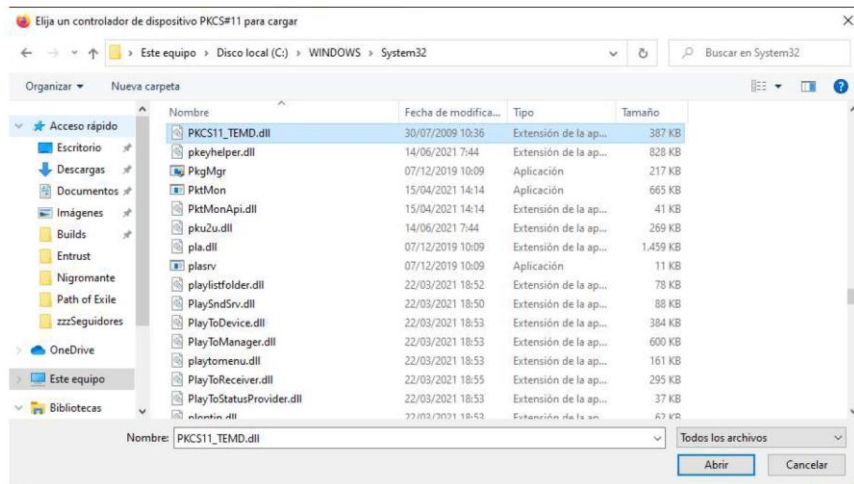 Elija un controlador de dispositivo PKCS#11 para cargar
Este equipo > Disco local (C:) > WINDOWS > System32
Buscar en System32
Organizar
Nueva carpeta
Nombre Fecha de modifica... Tipo Tamaño
Acceso rápido
Escritorio
Descargas
Documentos
Imágenes
Builds
Entrust
Nigromante
Path of Exile
zzzSeguidores
OneDrive
Este equipo
Bibliotecas
PKCS11_TEMD.dll 30/07/2009 10:36 Extensión de la ap... 387 KB
pkeyhelper.dll 14/06/2021 7:44 Extensión de la ap... 828 KB
PkgMgr 07/12/2019 10:09 Aplicación 217 KB
PktMon 15/04/2021 14:14 Aplicación 665 KB
PktMonApi.dll 15/04/2021 14:14 Extensión de la ap... 41 KB
pku2u.dll 14/06/2021 7:44 Extensión de la ap... 269 KB
pla.dll 07/12/2019 10:09 Extensión de la ap... 1.459 KB
plasrv 07/12/2019 10:09 Aplicación 11 KB
playlistfolder.dll 22/03/2021 18:52 Extensión de la ap... 78 KB
PlaySndSrv.dll 22/03/2021 18:50 Extensión de la ap... 88 KB
PlayToDevice.dll 22/03/2021 18:53 Extensión de la ap... 384 KB
PlayToManager.dll 22/03/2021 18:53 Extensión de la ap... 600 KB
playtomenu.dll 22/03/2021 18:53 Extensión de la ap... 161 KB
PlayToReceiver.dll 22/03/2021 18:55 Extensión de la ap... 295 KB
PlayToStatusProvider.dll 22/03/2021 18:53 Extensión de la ap... 37 KB
22/03/2021 18:53 Extensión de la ap... 62 KB
Nombre: PKCS11_TEMD.dll
Todos los archivos
Abrir
Cancelar